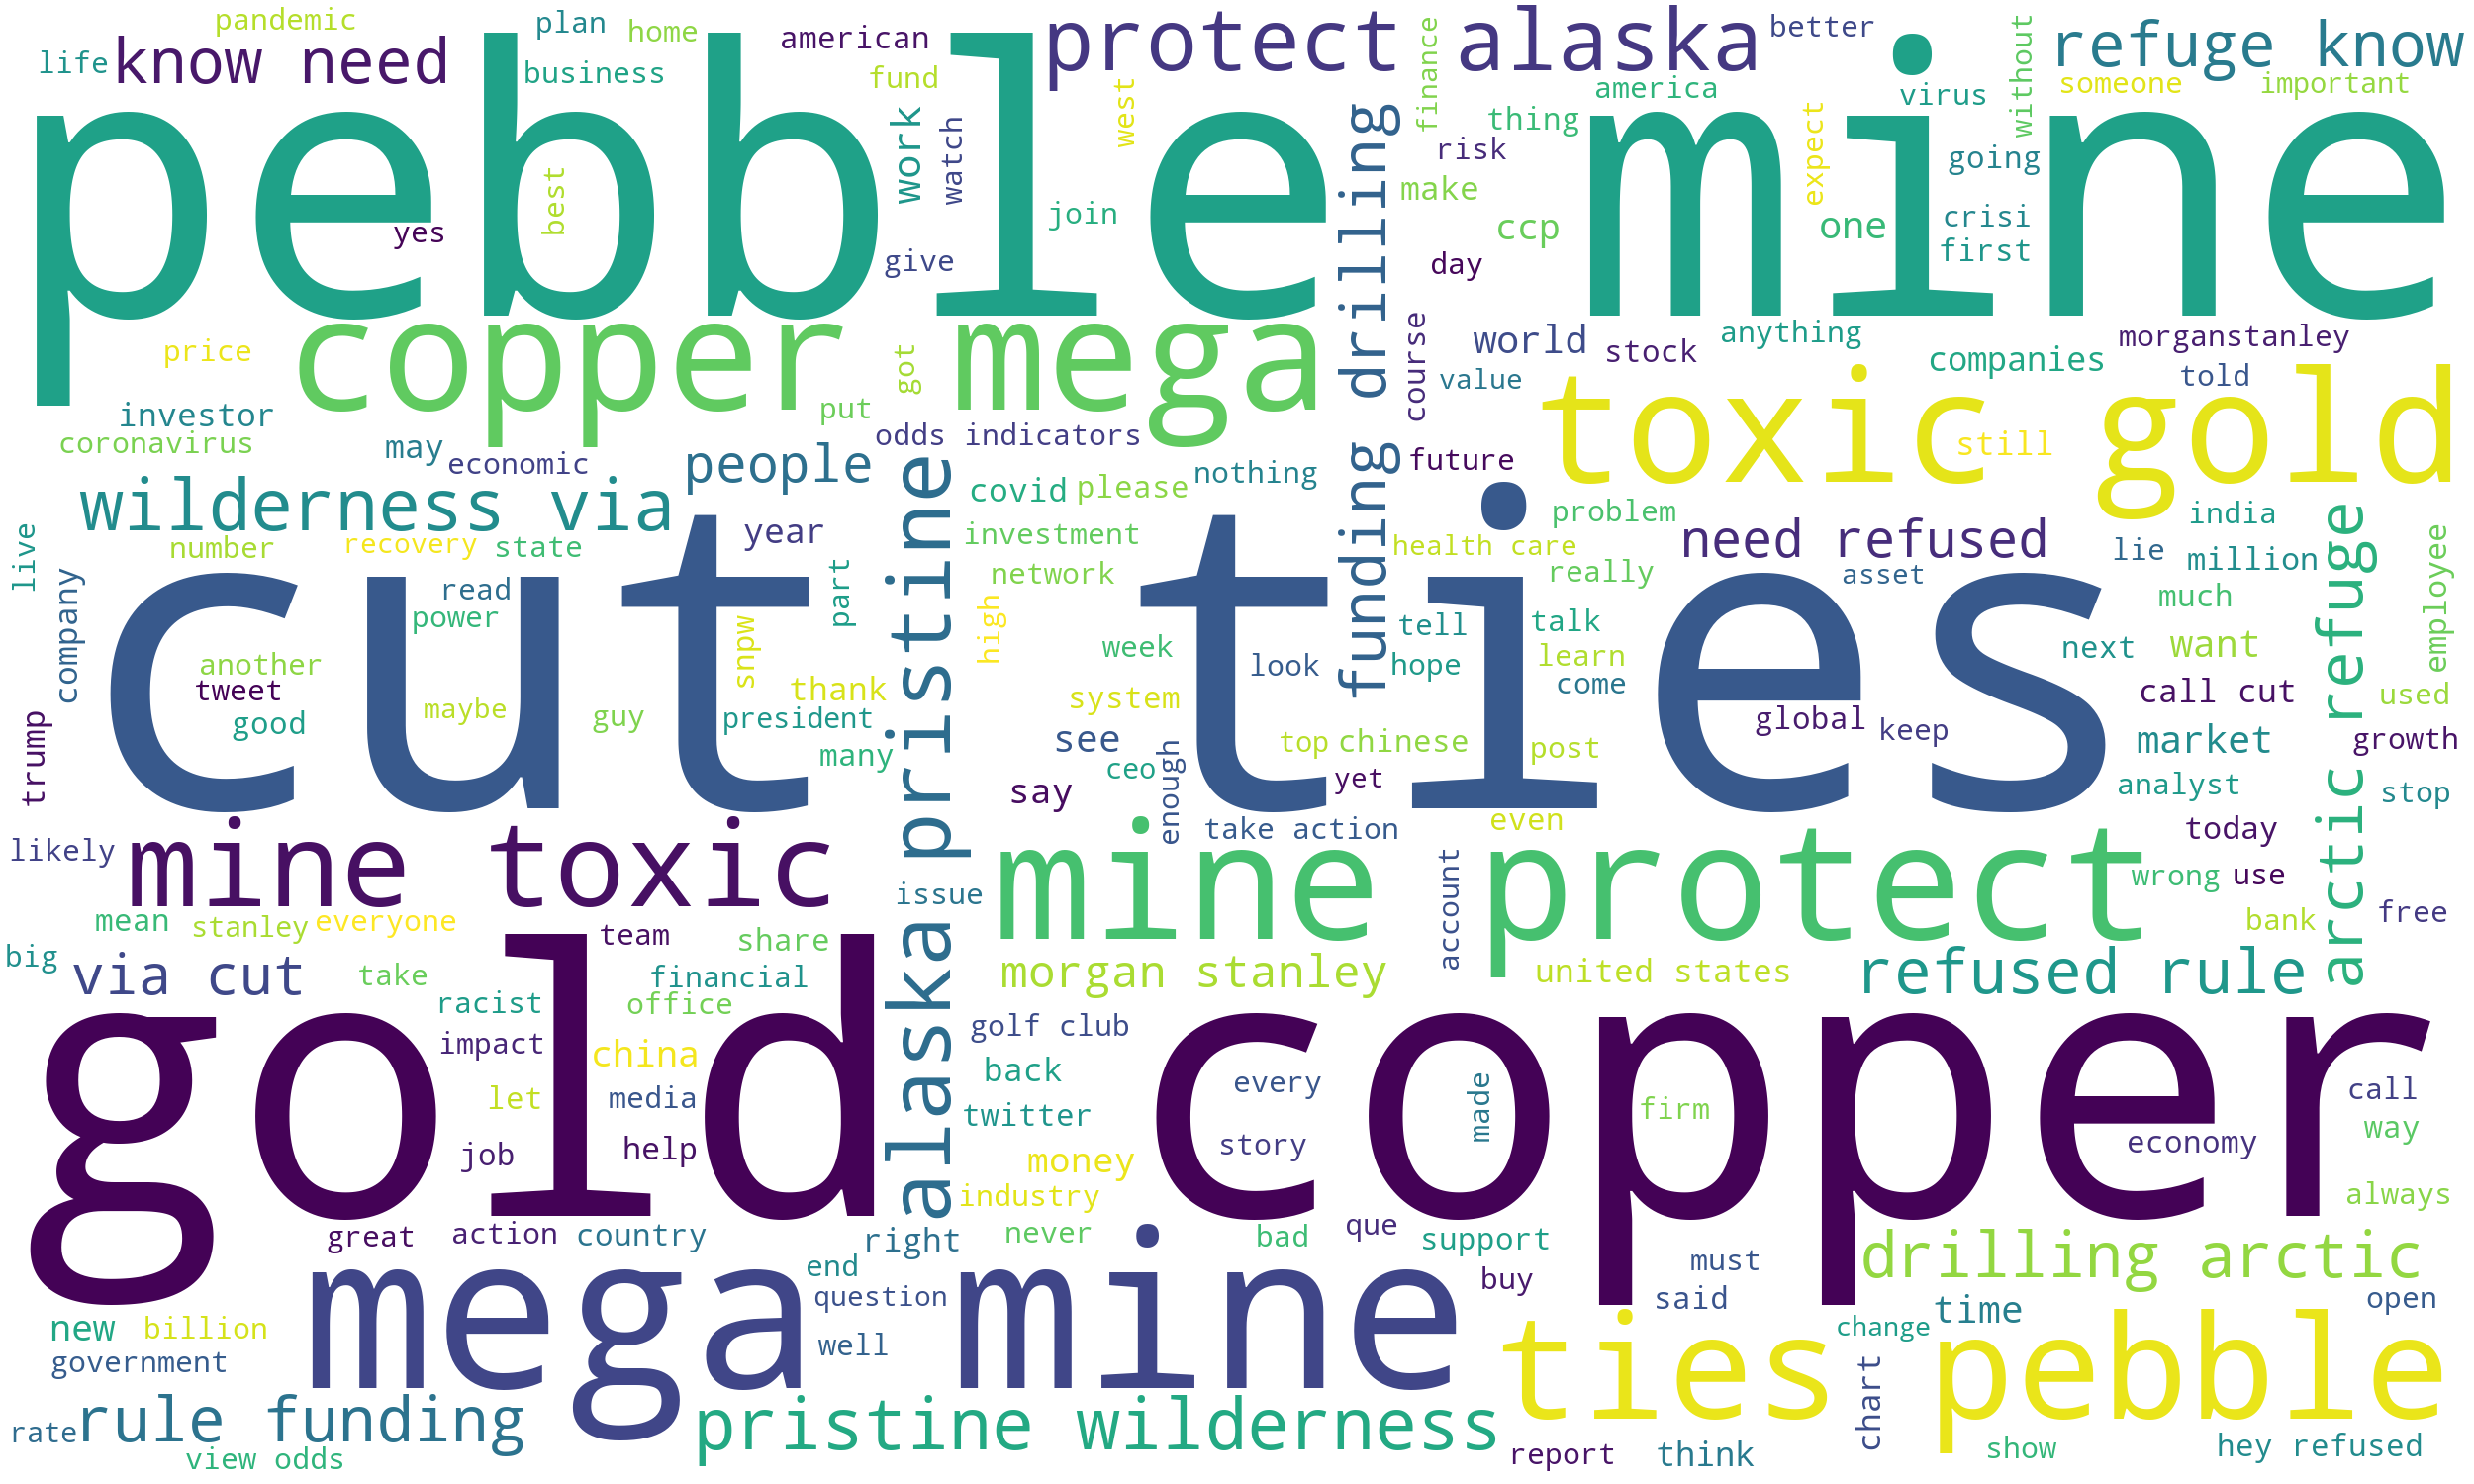 pandemic
plan
home
american
protect alaska
better
refuge know
life
know need
business
fund
west
finance
america
virus
without
someone
important
pebble mine
work
watch
thing
expect
risk
going
best
make
join
ccp
one
crisi
yes
first
give
day
funding drilling
copper mega
world
stock
anything
morganstanley
price
got
course
companies
told
value
toxic gold
investor
put
coronavirus
may
odds indicators
still
economic
people
future
wilderness via
covid
please
nothing
problem
india
year
investment
need refused
live
number
recovery
state
health care
lie
million
company
read
part
network
really
asset
employee
cut ties
power
high
much
snpw
tell
talk
another
week
look
hope
learn
next
want
tweet
thank
system
come
call cut
used
maybe
good
guy
president
global
keep
trump
many
see
top
chinese
post
market
growth
ceo
enough
yet
analyst
stop
say
alaska pristine
arctic refuge
likely
mine toxic
take action
even
today
mine protect
issue
account
wrong
use
mean
stanley
everyone
team
share
bank
free
big
via cut
take
financial
morgan stanley
united states
refused rule
racist
office
gold copper
golf club
impact
china
back
every
made
call
let
media
twitter
firm
way
job
help
story
economy
money
industry
always
great
action
country
right
never
bad
que
support
drilling arctic
must
end
buy
mega mine
question
said
time
open
new
billion
well
change
government
ties pebble
chart
rate
rule funding
pristine wilderness
view odds
report
think
show
hey refused